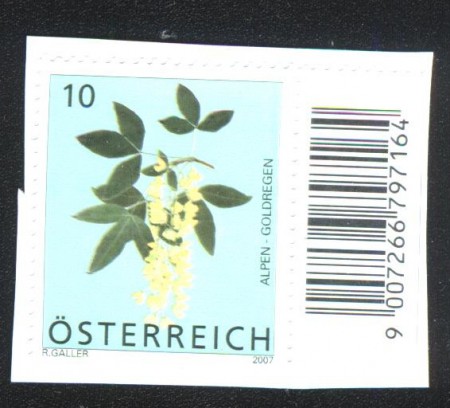 10
ALPEN - GOLDREGEN
ÖSTERREICH
R.GALLER 2007
9 007266 797164